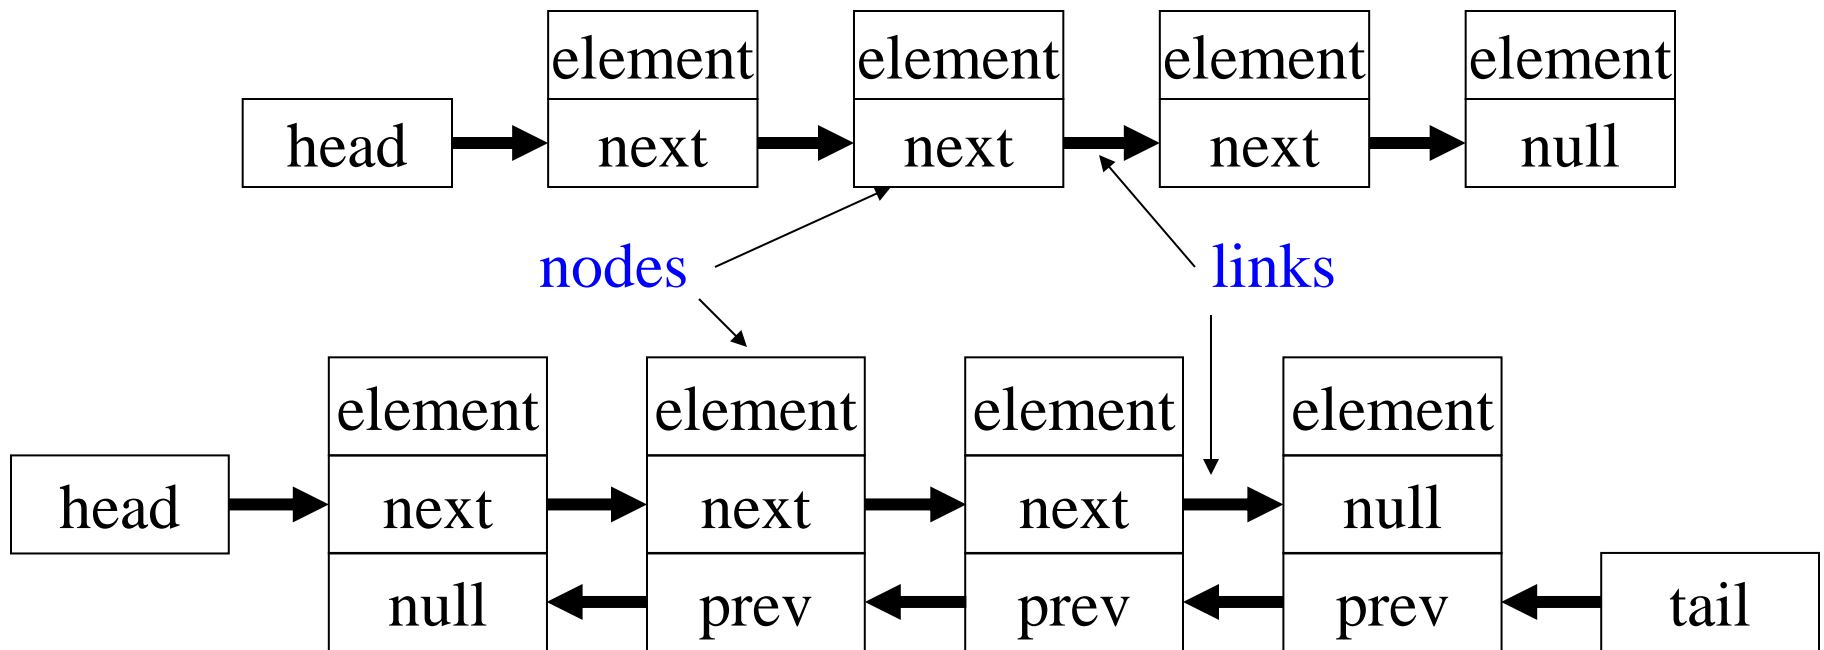 element element element element
head next next next null
nodes links
element element element element
head next next next null
null prev prev prev tail